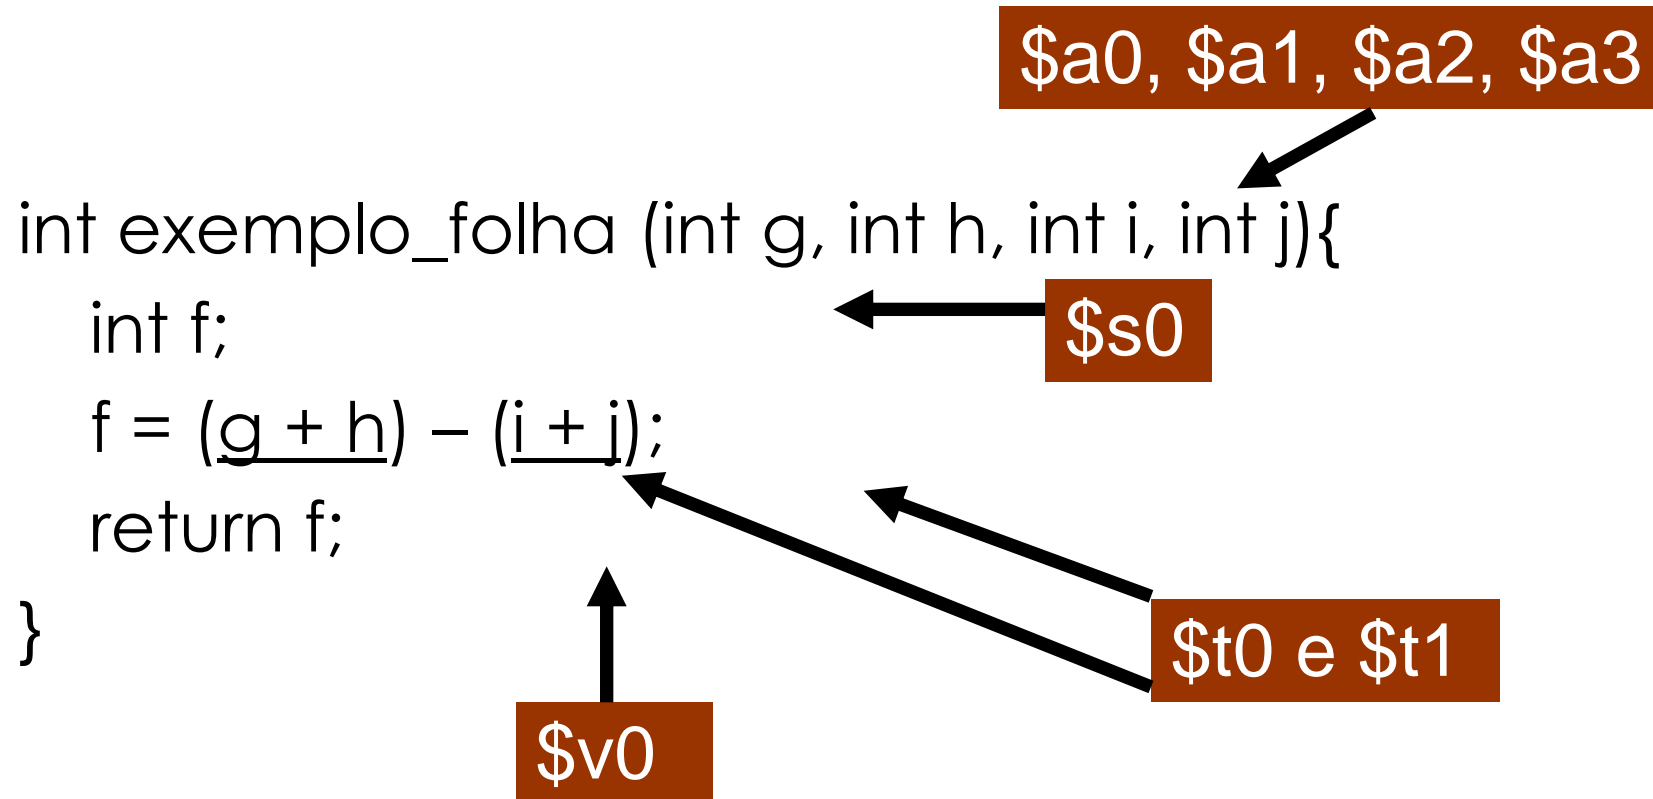 $a0, $a1, $a2, $a3
int exemplo_folha (int g, int h, int i, int j){
int f;
$s0
f = (g + h) – (i + j);
return f;
}
$t0 e $t1
$v0